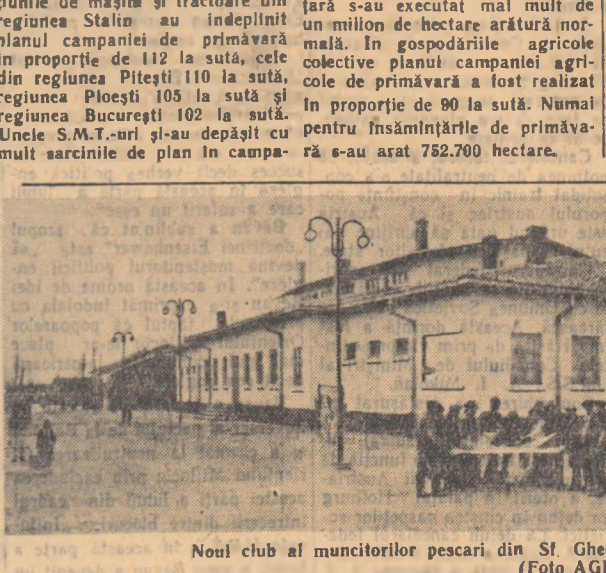 țiunile de mașini și tractoare din
regiunea Stalin au îndeplinit
planul campaniei de primăvară
în proporție de 112 la sută, cele
din regiunea Pitești 110 la sută,
regiunea Ploești 105 la sută și
regiunea București 102 la sută.
Unele S.M.T.-uri și-au depășit cu
mult sarcinile de plan în campa-
țară s-au executat mai mult de
un milion de hectare arătură nor-
mală. In gospodăriile agricole
colective planul campaniei agri-
cole de primăvară a fost realizat
în proporție de 90 la sută. Numai
pentru însămînțările de primăva-
ră s-au arat 752.700 hectare.
Noul club al muncitorilor pescari din Sf. Ghe
(Foto AG